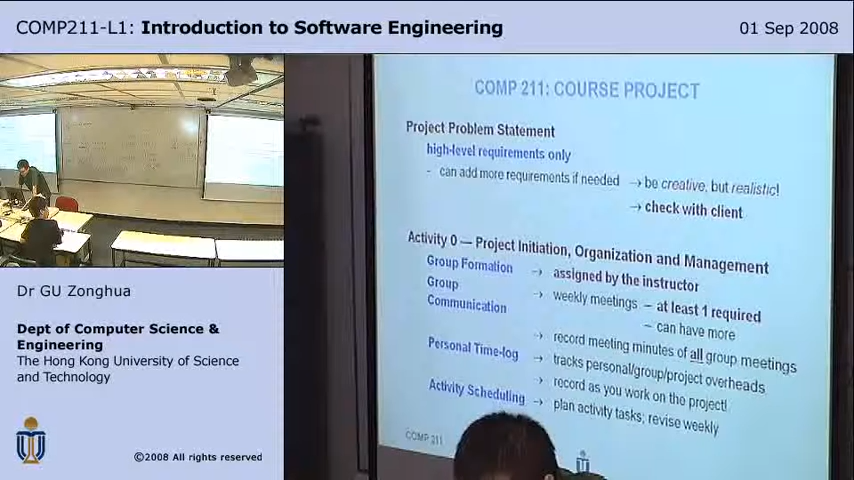 COMP211-L1: Introduction to Software Engineering
01 Sep 2008
COMP 211: COURSE PROJECT
Project Problem Statement
high-level requirements only
- can add more requirements if needed → be creative, but realistic!
→ check with client
Activity 0 — Project Initiation, Organization and Management
Group Formation → assigned by the instructor
Group Communication → weekly meetings – at least 1 required
– can have more
→ record meeting minutes of all group meetings
Personal Time-log → tracks personal/group/project overheads
→ record as you work on the project!
Activity Scheduling → plan activity tasks; revise weekly
COMP 211
Dr GU Zonghua
Dept of Computer Science &
Engineering
The Hong Kong University of Science
and Technology
©2008 All rights reserved